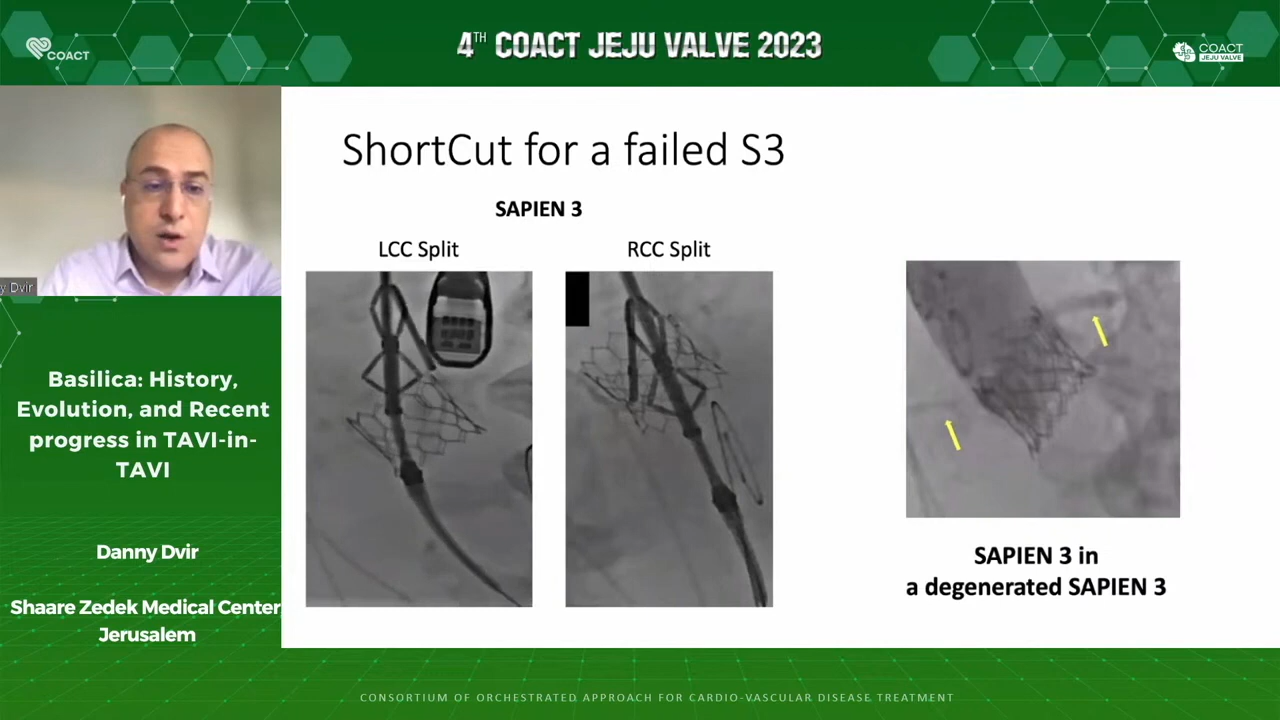 COACT
4TH COACT JEJU VALVE 2023
COACT
JEJU VALVE
y Dvir
Basilica: History,
Evolution, and Recent
progress in TAVI-in-
TAVI
Danny Dvir
Shaare Zedek Medical Center,
Jerusalem
ShortCut for a failed S3
SAPIEN 3
LCC Split
RCC Split
SAPIEN 3 in
a degenerated SAPIEN 3
CONSORTIUM OF ORCHESTRATED APPROACH FOR CARDIO-VASCULAR DISEASE TREATMENT